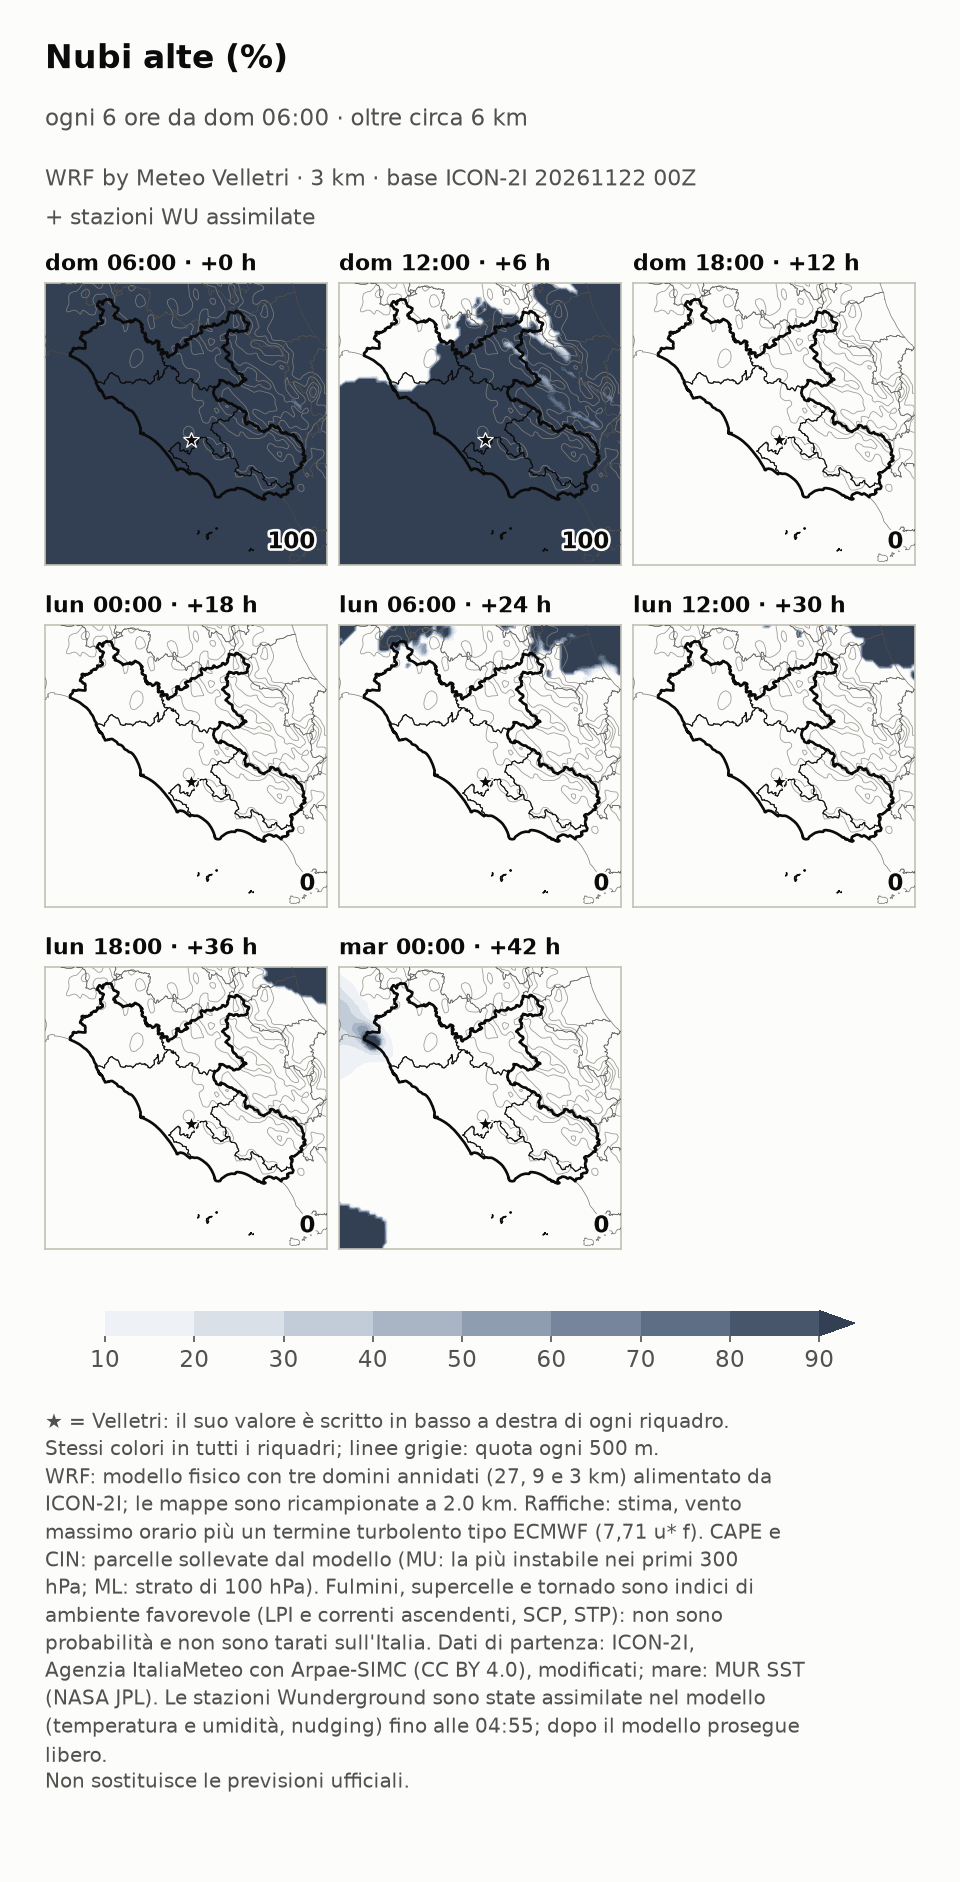 Nubi alte (%)
ogni 6 ore da dom 06:00 · oltre circa 6 km
WRF by Meteo Velletri · 3 km · base ICON-2I 20261122 00Z
+ stazioni WU assimilate
dom 06:00 · +0 h
dom 12:00 · +6 h
dom 18:00 · +12 h
100
100
0
lun 00:00 · +18 h
lun 06:00 · +24 h
lun 12:00 · +30 h
0
0
0
lun 18:00 · +36 h
mar 00:00 · +42 h
0
0
10 20 30 40 50 60 70 80 90
★ = Velletri: il suo valore è scritto in basso a destra di ogni riquadro.
Stessi colori in tutti i riquadri; linee grigie: quota ogni 500 m.
WRF: modello fisico con tre domini annidati (27, 9 e 3 km) alimentato da
ICON-2I; le mappe sono ricampionate a 2.0 km. Raffiche: stima, vento
massimo orario più un termine turbolento tipo ECMWF (7,71 u* f). CAPE e
CIN: parcelle sollevate dal modello (MU: la più instabile nei primi 300
hPa; ML: strato di 100 hPa). Fulmini, supercelle e tornado sono indici di
ambiente favorevole (LPI e correnti ascendenti, SCP, STP): non sono
probabilità e non sono tarati sull'Italia. Dati di partenza: ICON-2I,
Agenzia ItaliaMeteo con Arpae-SIMC (CC BY 4.0), modificati; mare: MUR SST
(NASA JPL). Le stazioni Wunderground sono state assimilate nel modello
(temperatura e umidità, nudging) fino alle 04:55; dopo il modello prosegue
libero.
Non sostituisce le previsioni ufficiali.